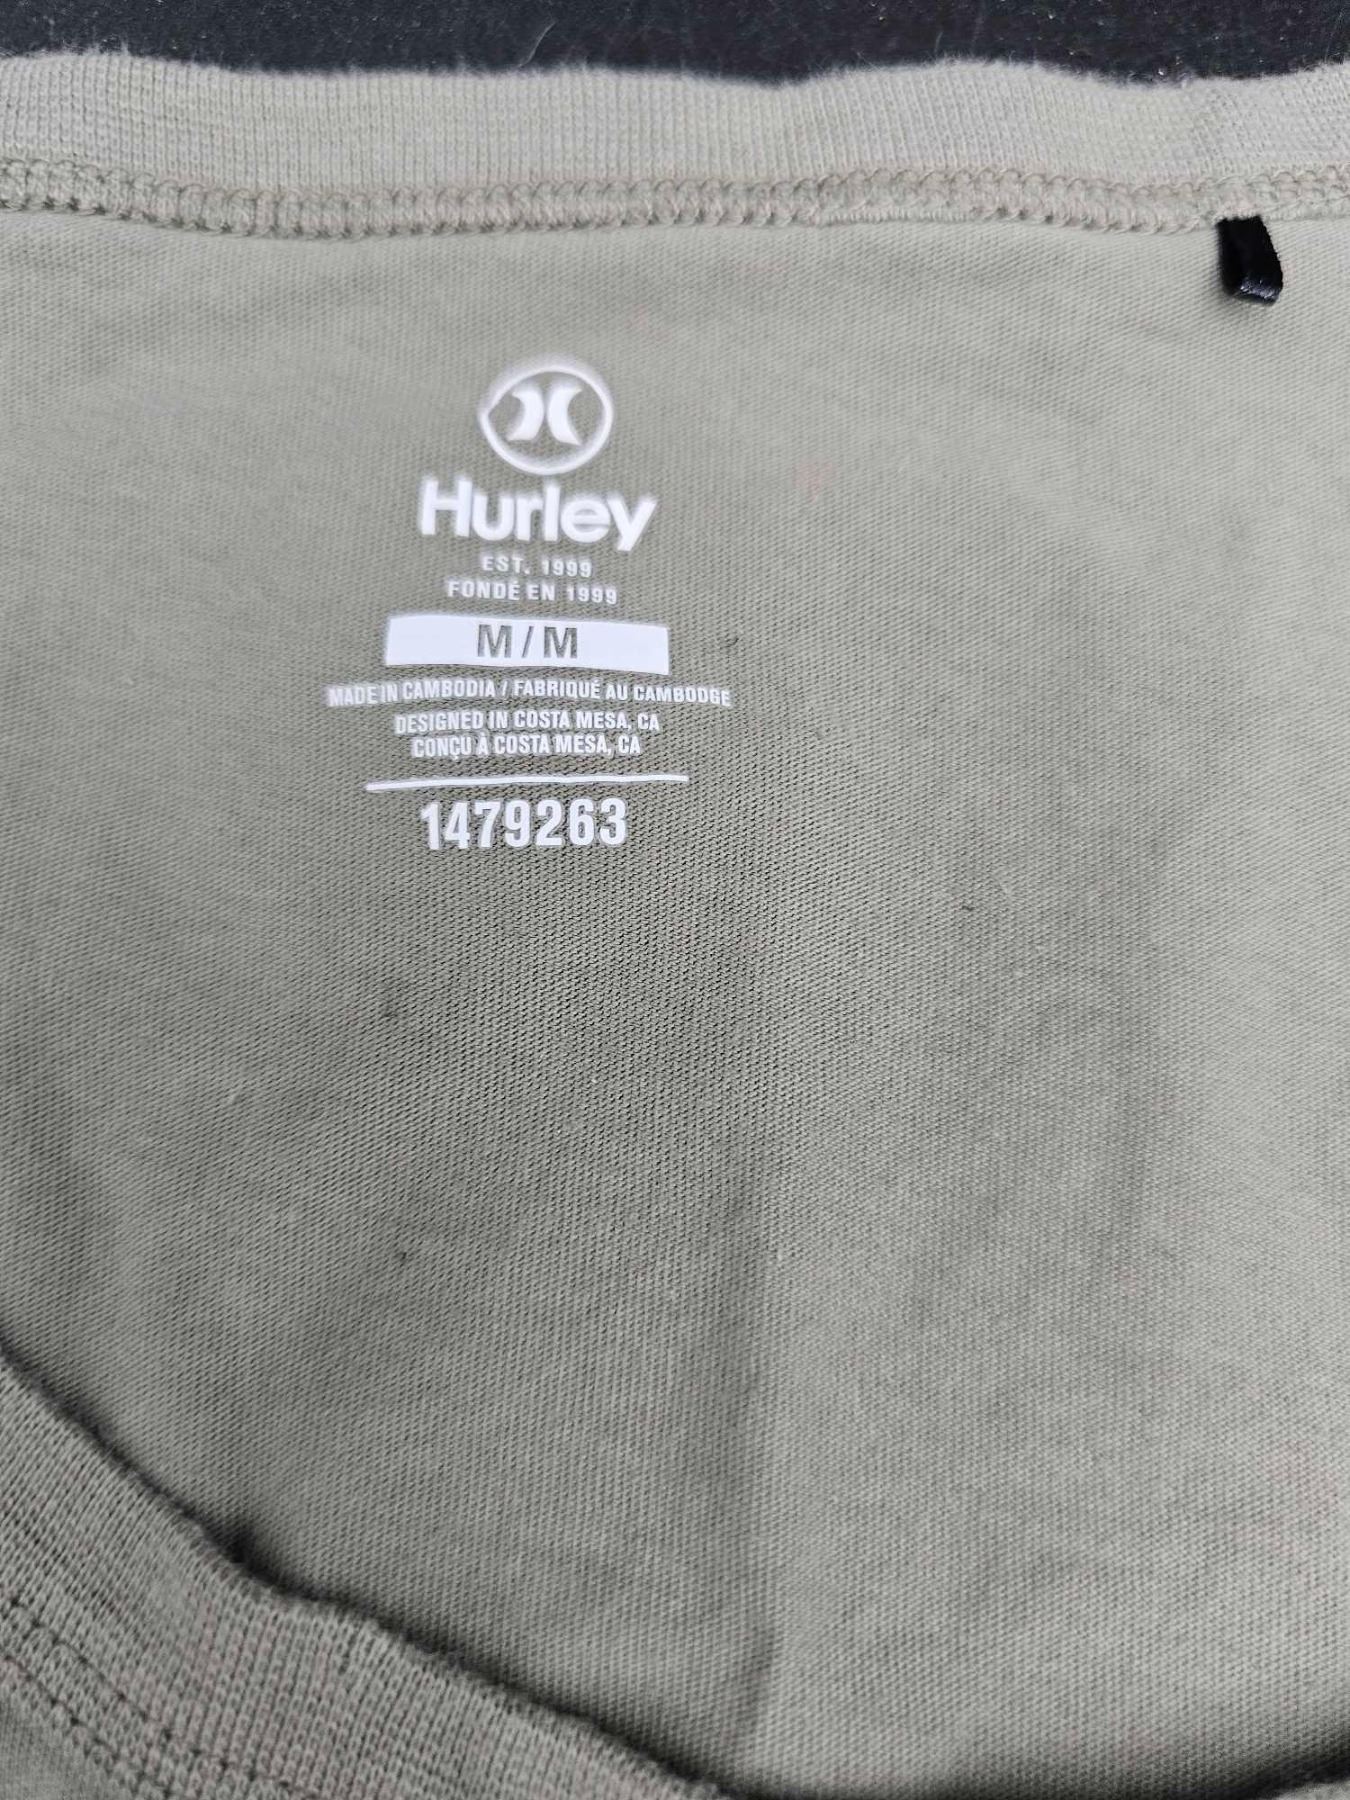 Hurley
EST. 1999
FONDÉ EN 1999
M / M
MADE IN CAMBODIA / FABRIQUÉ AU CAMBODGE
DESIGNED IN COSTA MESA, CA
CONÇU À COSTA MESA, CA
1479263